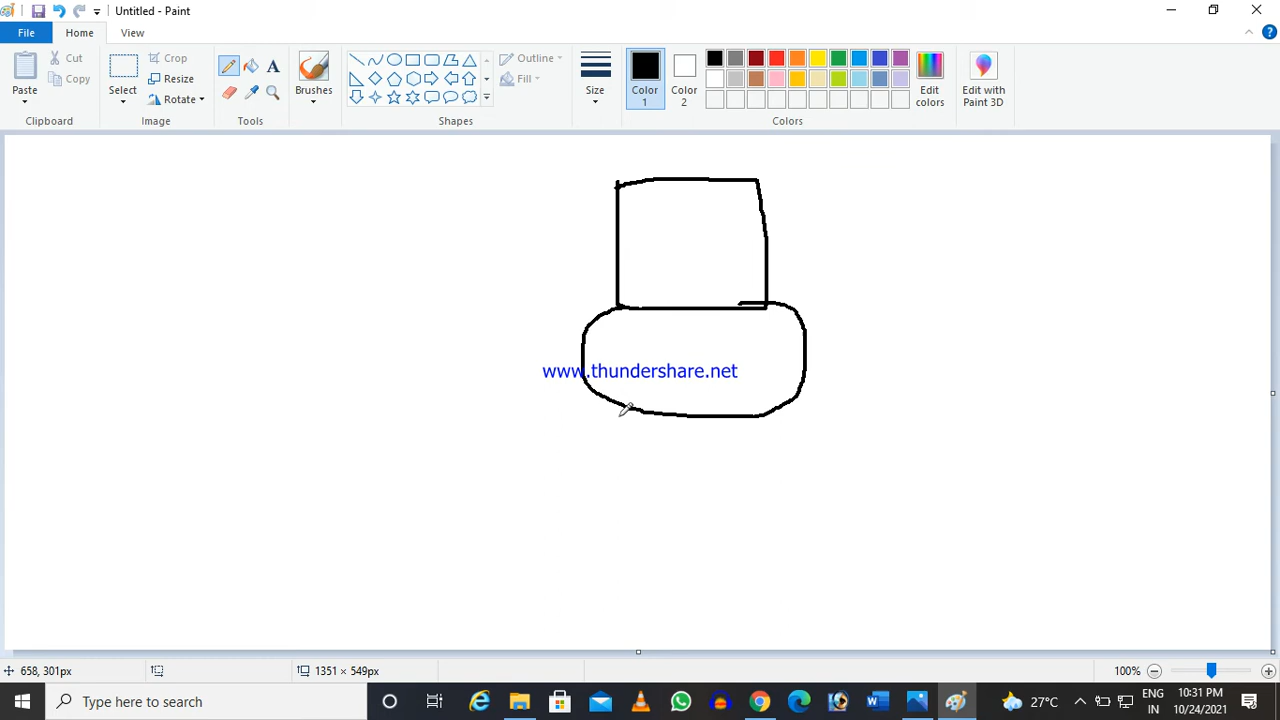 Untitled - Paint
File
Home
View
Paste
Cut
Copy
Clipboard
Select
Crop
Resize
Rotate
Image
Tools
Brushes
Shapes
Outline
Fill
Size
Color 1
Color 2
Colors
Edit colors
Edit with Paint 3D
www.thundershare.net
658, 301px
1351 × 549px
100%
Type here to search
27°C
ENG
IN
10:31 PM
10/24/2021